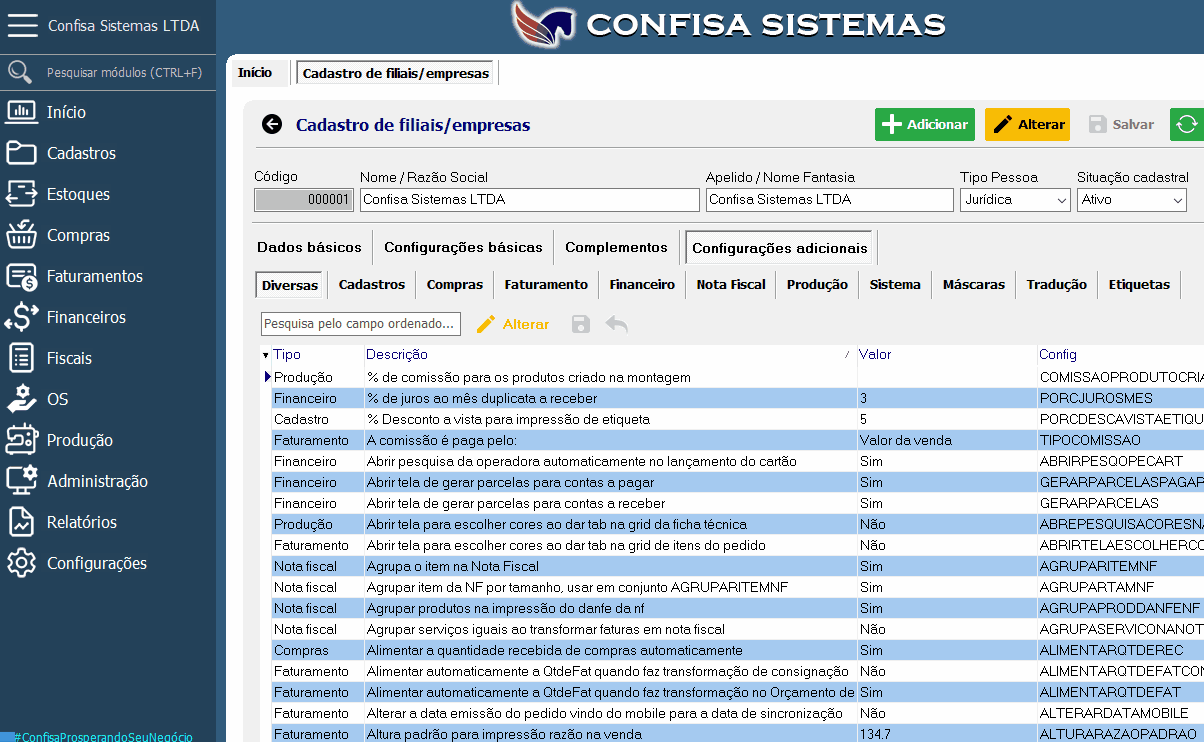 Confisa Sistemas LTDA
CONFISA SISTEMAS
Pesquisar módulos (CTRL+F)
Início
Cadastros
Estoques
Compras
Faturamentos
Financeiros
Fiscais
OS
Produção
Administração
Relatórios
Configurações
#ConfisaProsperandoSeuNegócio
Início Cadastro de filiais/empresas
Cadastro de filiais/empresas Adicionar Alterar Salvar
Código Nome / Razão Social Apelido / Nome Fantasia Tipo Pessoa Situação cadastral
000001 Confisa Sistemas LTDA Confisa Sistemas LTDA Jurídica Ativo
Dados básicos Configurações básicas Complementos Configurações adicionais
Diversas Cadastros Compras Faturamento Financeiro Nota Fiscal Produção Sistema Máscaras Tradução Etiquetas
Pesquisa pelo campo ordenado... Alterar
Tipo Descrição Valor Config
Produção % de comissão para os produtos criado na montagem COMISSAOPRODUTOCRIA
Financeiro % de juros ao mês duplicata a receber 3 PORCJUROSMES
Cadastro % Desconto a vista para impressão de etiqueta 5 PORCDESCAVISTAETIQU
Faturamento A comissão é paga pelo: Valor da venda TIPOCOMISSAO
Financeiro Abrir pesquisa da operadora automaticamente no lançamento do cartão Sim ABRIRPESQOPECART
Financeiro Abrir tela de gerar parcelas para contas a pagar Sim GERARPARCELASPAGAR
Financeiro Abrir tela de gerar parcelas para contas a receber Sim GERARPARCELAS
Produção Abrir tela para escolher cores ao dar tab na grid da ficha técnica Não ABREPESQUISACORESNA
Faturamento Abrir tela para escolher cores ao dar tab na grid de itens do pedido Não ABRIRTELAESCOLHERCO
Nota fiscal Agrupa o item na Nota Fiscal Sim AGRUPARITEMNF
Nota fiscal Agrupar item da NF por tamanho, usar em conjunto AGRUPARITEMNF Sim AGRUPARTAMNF
Nota fiscal Agrupar produtos na impressão do danfe da nf Sim AGRUPAPRODDANFENF
Nota fiscal Agrupar serviços iguais ao transformar faturas em nota fiscal Não AGRUPASERVICONANOT
Compras Alimentar a quantidade recebida de compras automaticamente Sim ALIMENTARQTDEREC
Faturamento Alimentar automaticamente a QtdeFat quando faz transformação de consignação Não ALIMENTARQTDEFATCON
Faturamento Alimentar automaticamente a QtdeFat quando faz transformação no Orçamento de Sim ALIMENTARQTDEFAT
Faturamento Alterar a data emissão do pedido vindo do mobile para a data de sincronização Não ALTERARDATAMOBILE
Faturamento Altura padrão para impressão razão na venda 134.7 ALTURARAZAOPADRAO